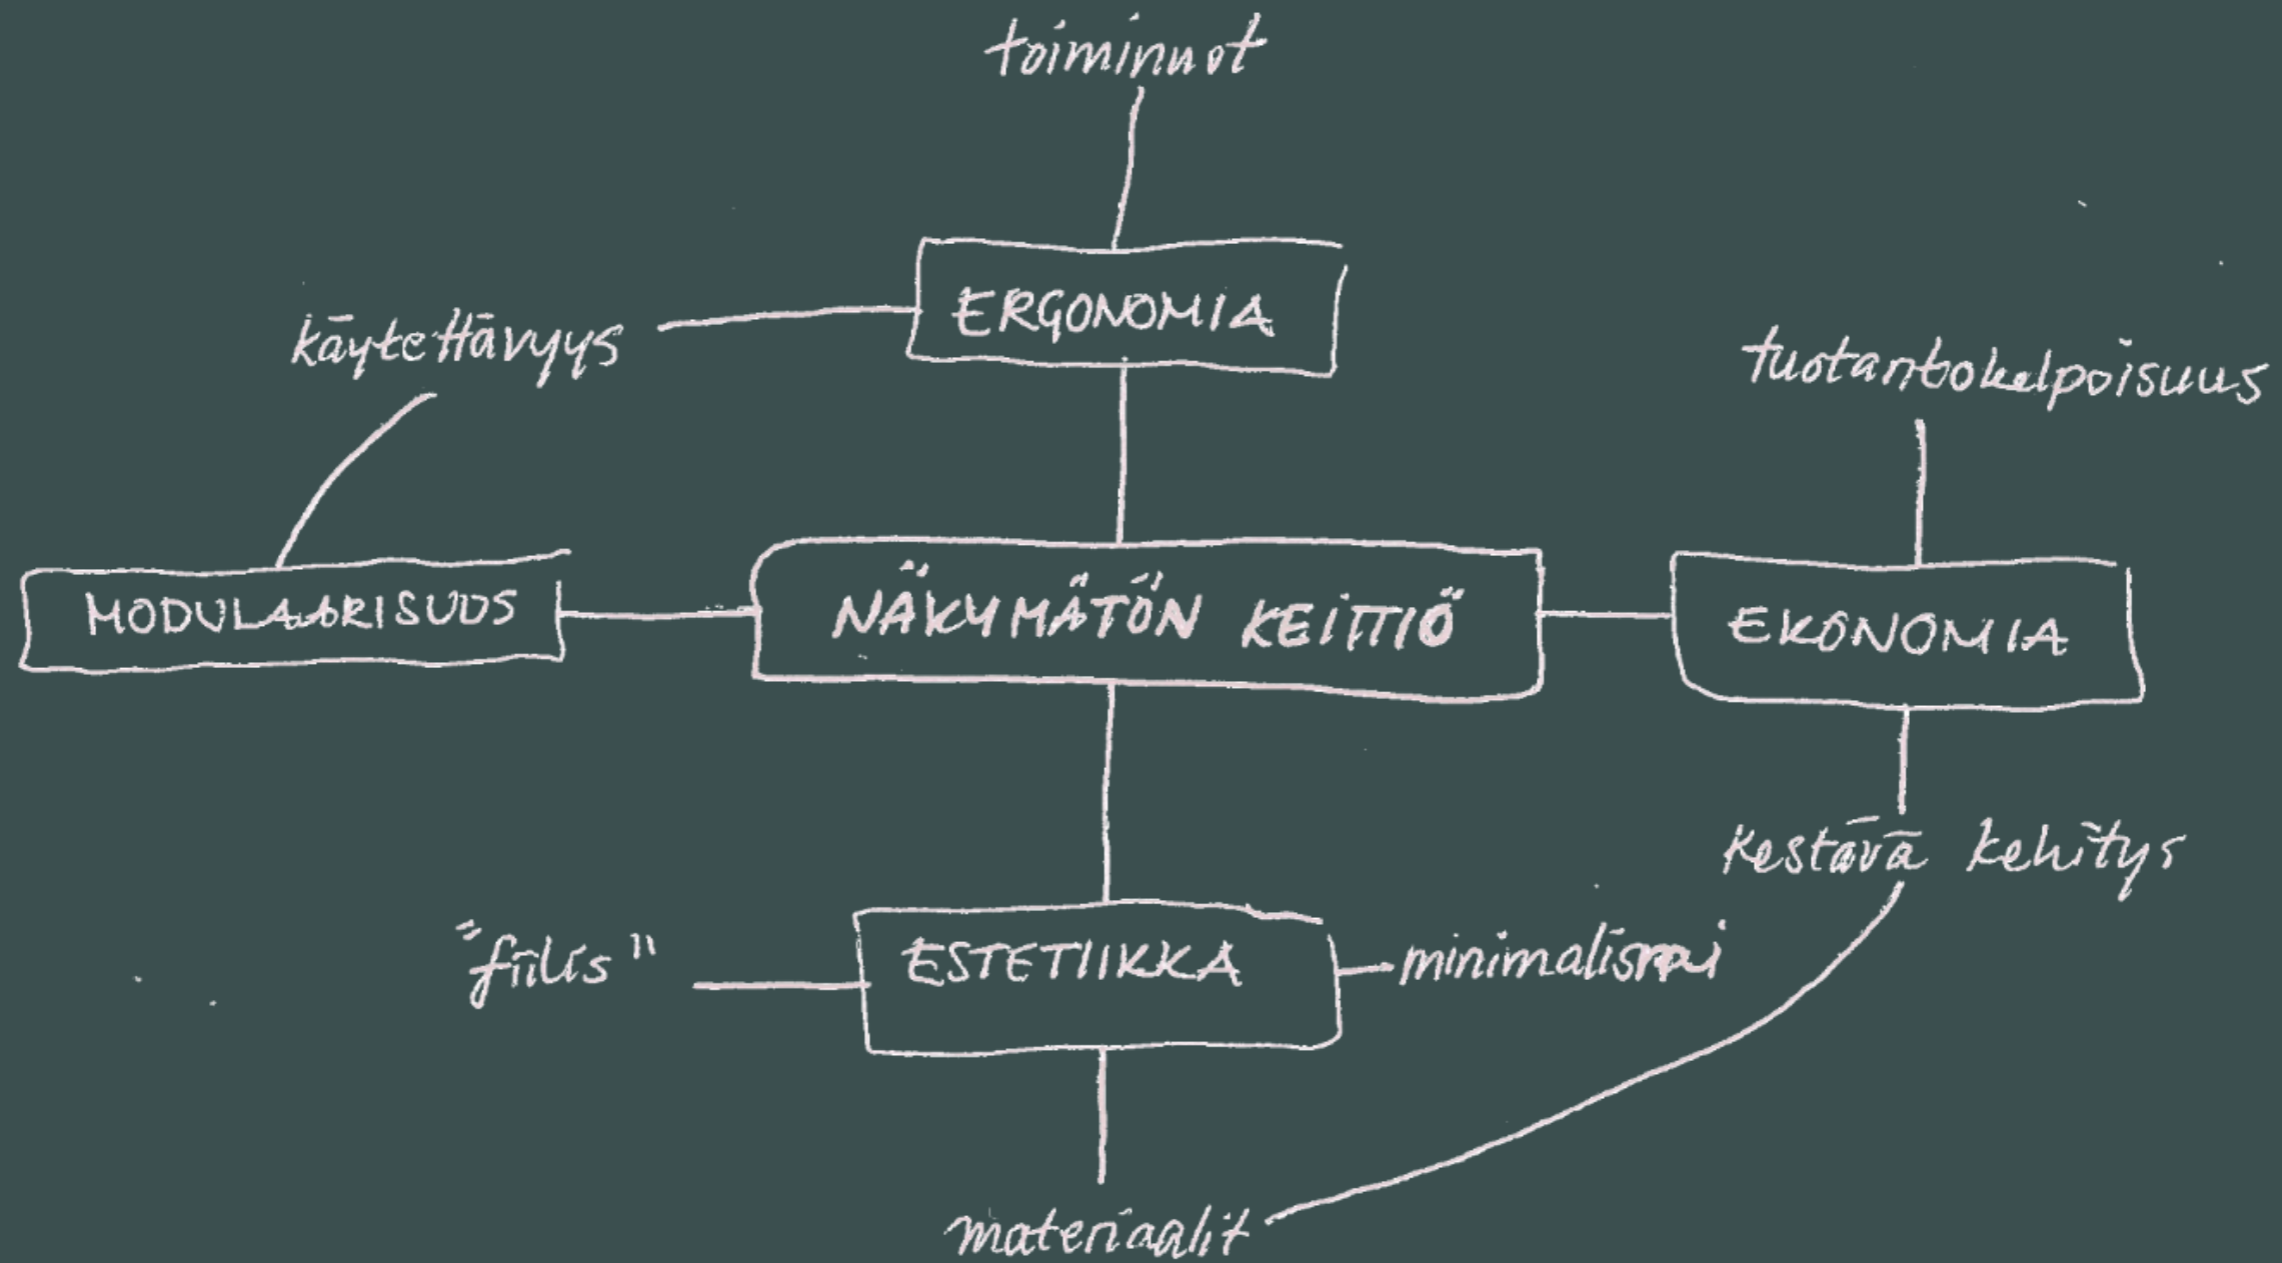 toiminnot
ERGONOMIA
käytettävyys
tuotantokelpoisuus
MODULAARISUUS
NÄKYMÄTÖN KEITTIÖ
EKONOMIA
kestävä kehitys
"fiilis"
ESTETIIKKA
minimalismi
materiaalit